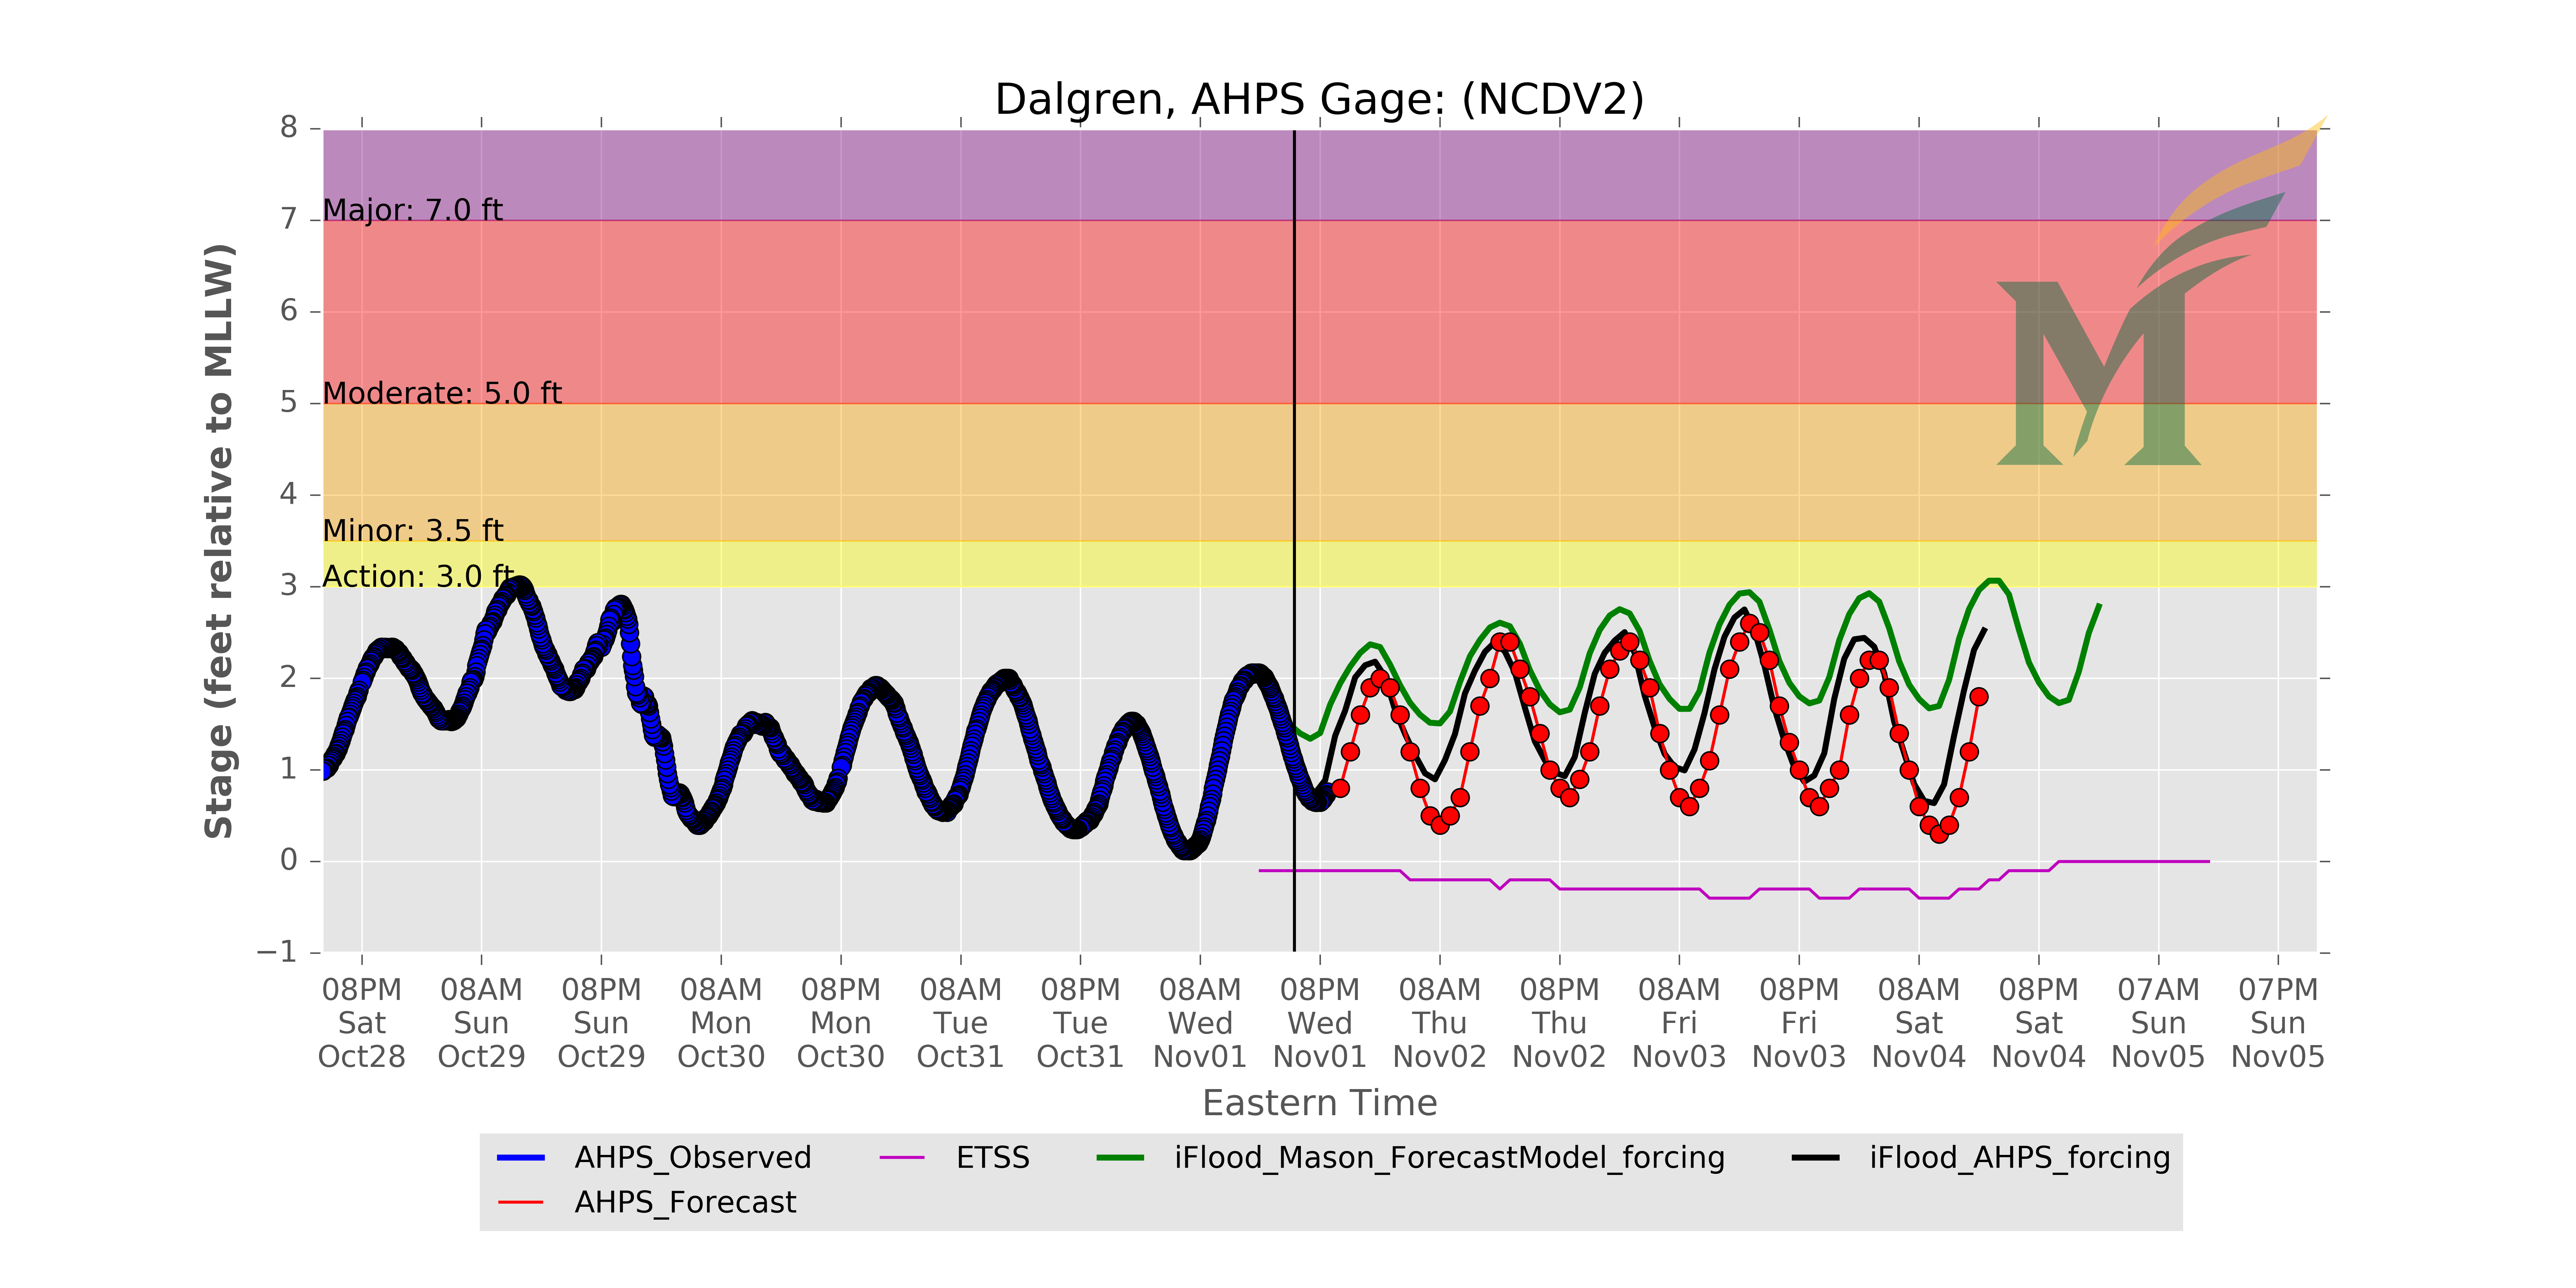 Dalgren, AHPS Gage: (NCDV2)
8
7
6
5
4
3
2
1
0
−1
Stage (feet relative to MLLW)
Major: 7.0 ft
Moderate: 5.0 ft
Minor: 3.5 ft
Action: 3.0 ft
M
08PM Sat Oct28
08AM Sun Oct29
08PM Sun Oct29
08AM Mon Oct30
08PM Mon Oct30
08AM Tue Oct31
08PM Tue Oct31
08AM Wed Nov01
08PM Wed Nov01
08AM Thu Nov02
08PM Thu Nov02
08AM Fri Nov03
08PM Fri Nov03
08AM Sat Nov04
08PM Sat Nov04
07AM Sun Nov05
07PM Sun Nov05
Eastern Time
AHPS_Observed
AHPS_Forecast
ETSS
iFlood_Mason_ForecastModel_forcing
iFlood_AHPS_forcing